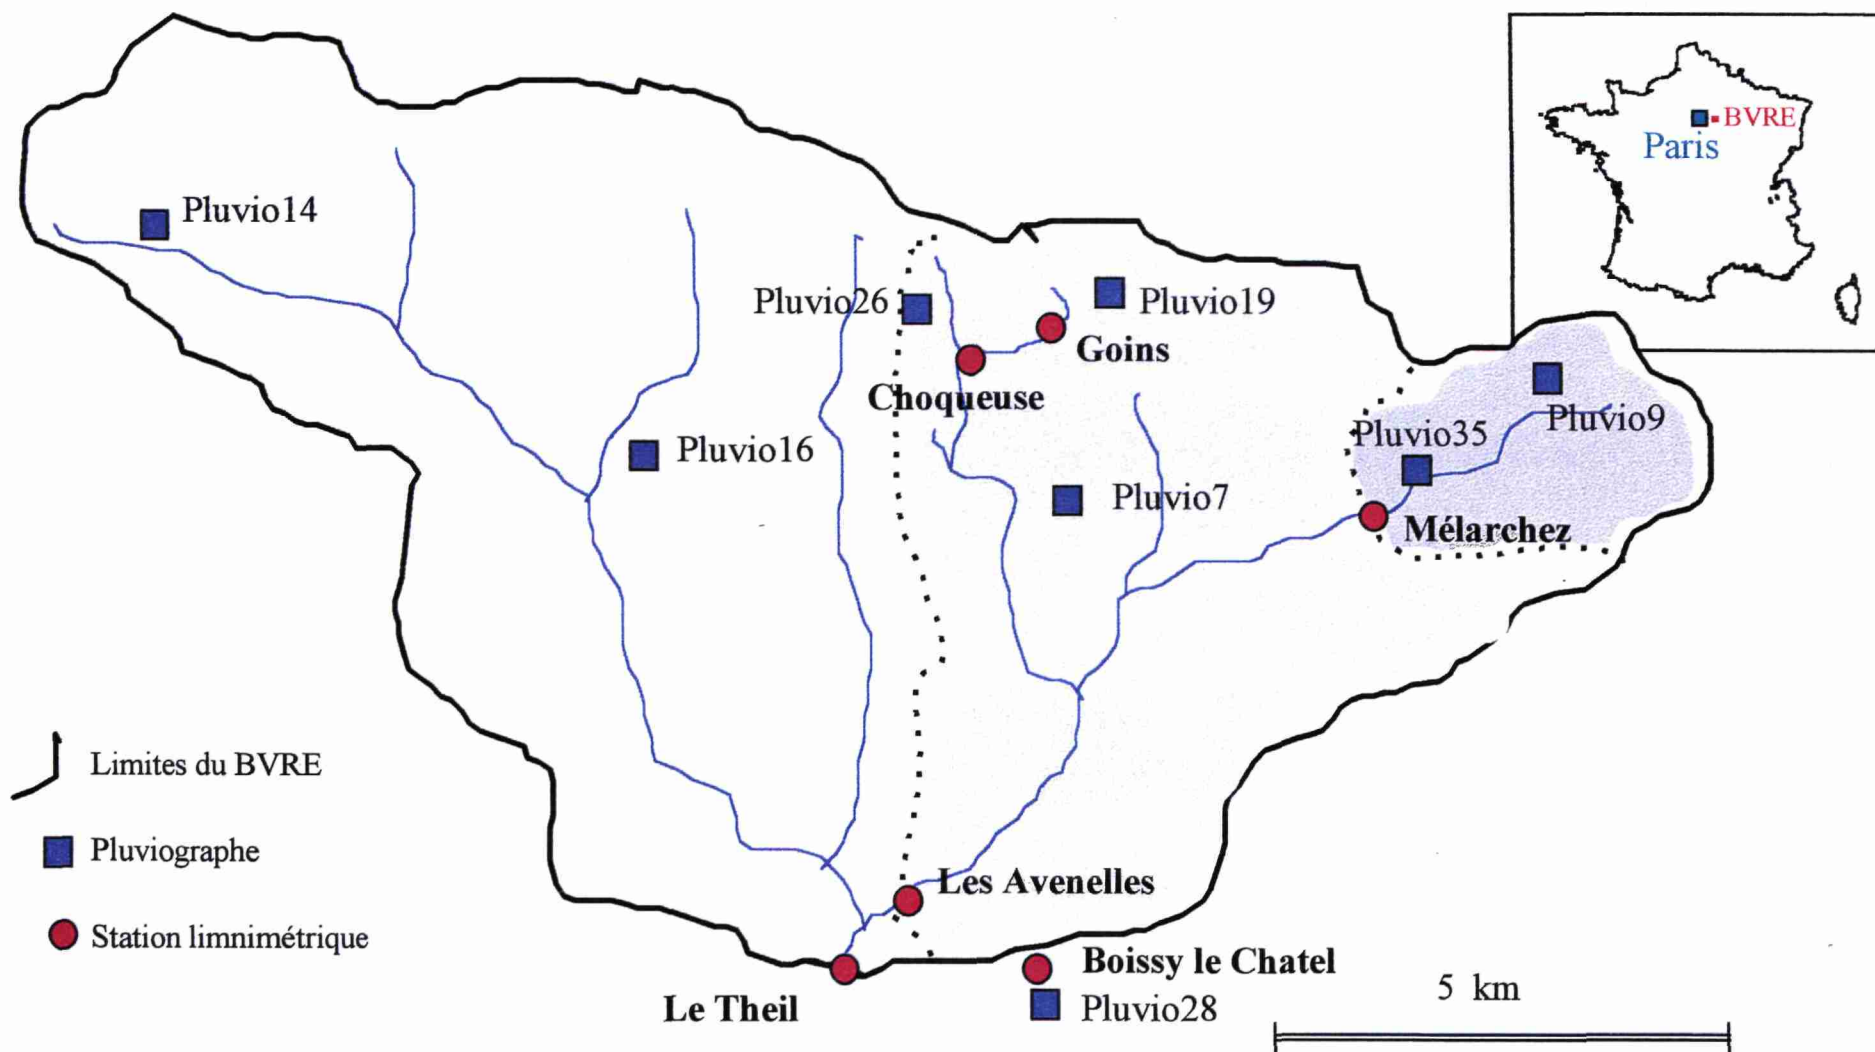 BVRE
Paris
Pluvio14
Pluvio26
Pluvio19
Goins
Choqueuse
Pluvio9
Pluvio35
Pluvio16
Pluvio7
Mélarchez
Limites du BVRE
Pluviographe
Les Avenelles
Station limnimétrique
Boissy le Chatel
Le Theil
Pluvio28
5 km